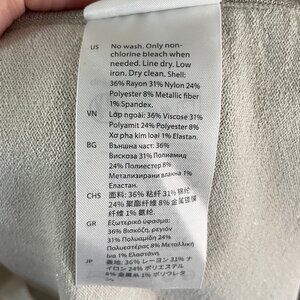 US
No wash. Only non-
chlorine bleach when
needed. Line dry. Low
iron. Dry clean. Shell:
36% Rayon 31% Nylon 24%
Polyester 8% Metallic fiber
1% Spandex.
VN
Lớp ngoài: 36% Viscose 31%
Polyamit 24% Polyester 8%
Xơ pha kim loại 1% Elastan.
BG
Външна част: 36%
Вискоза 31% Полиамид
24% Полиестер 8%
Метализирани влакна 1%
Еластан.
CHS
面料: 36% 粘纤 31% 锦纶
24% 聚酯纤维 8% 金属镀膜
纤维 1% 氨纶.
GR
Εξωτερικό ύφασμα:
36% Βισκόζη, ρεγιόν
31% Πολυαμίδη 24%
Πολυεστέρας 8% Μεταλλική
ίνα 1% Ελαστάνη.
JP
表地: 36% レーヨン 31% ナ
イロン 24% ポリエステル
8% 金属糸 1% ポリウレタ